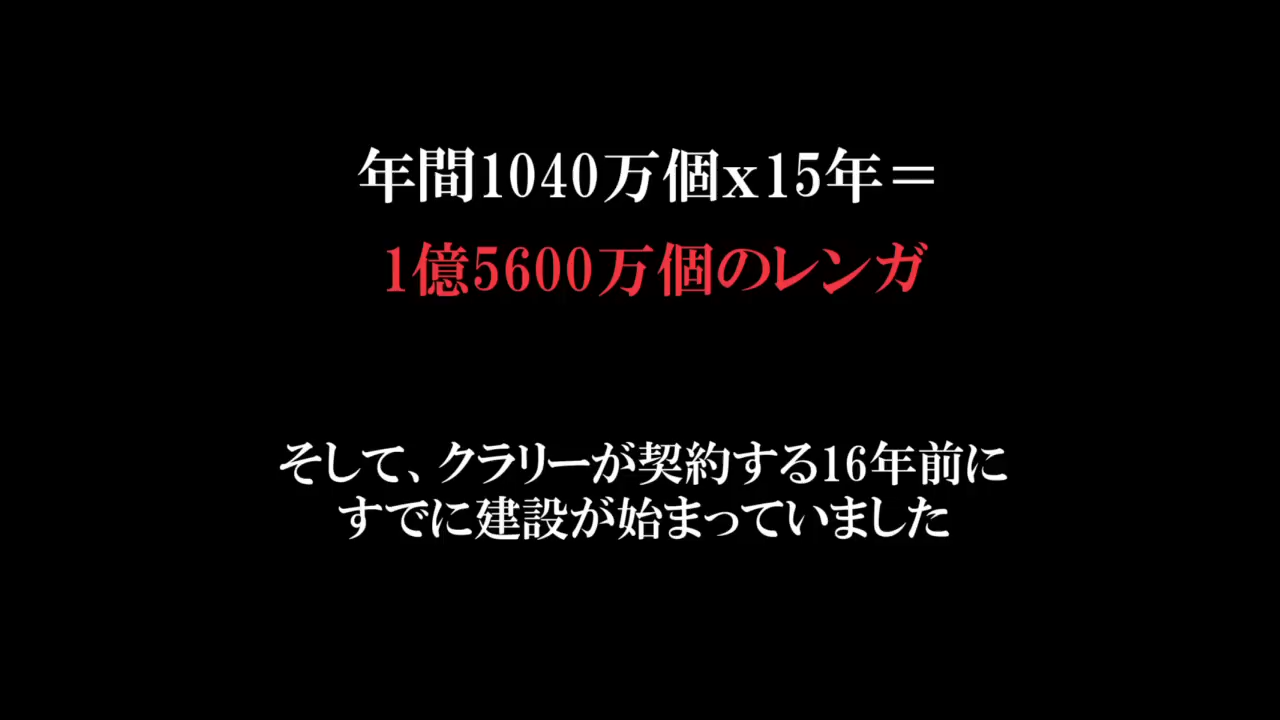 年間1040万個x15年＝
1億5600万個のレンガ
そして、クラリーが契約する16年前に
すでに建設が始まっていました